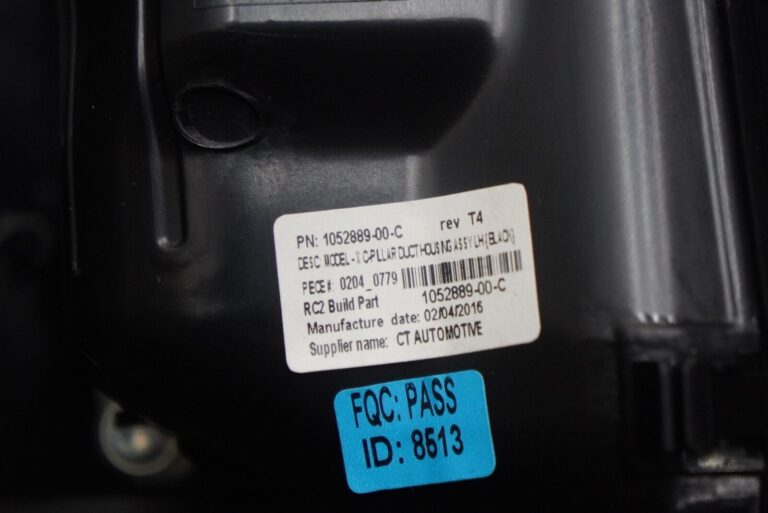 PN: 1052889-00-C rev T4
DESC: MODEL - X C-PILLAR DUCT HOUSING ASSY LH {BLACK}
PECE#: 0204_0779
RC2 Build Part 1052889-00-C
Manufacture date: 02/04/2016
Supplier name: CT AUTOMOTIVE
FQC: PASS
ID: 8513